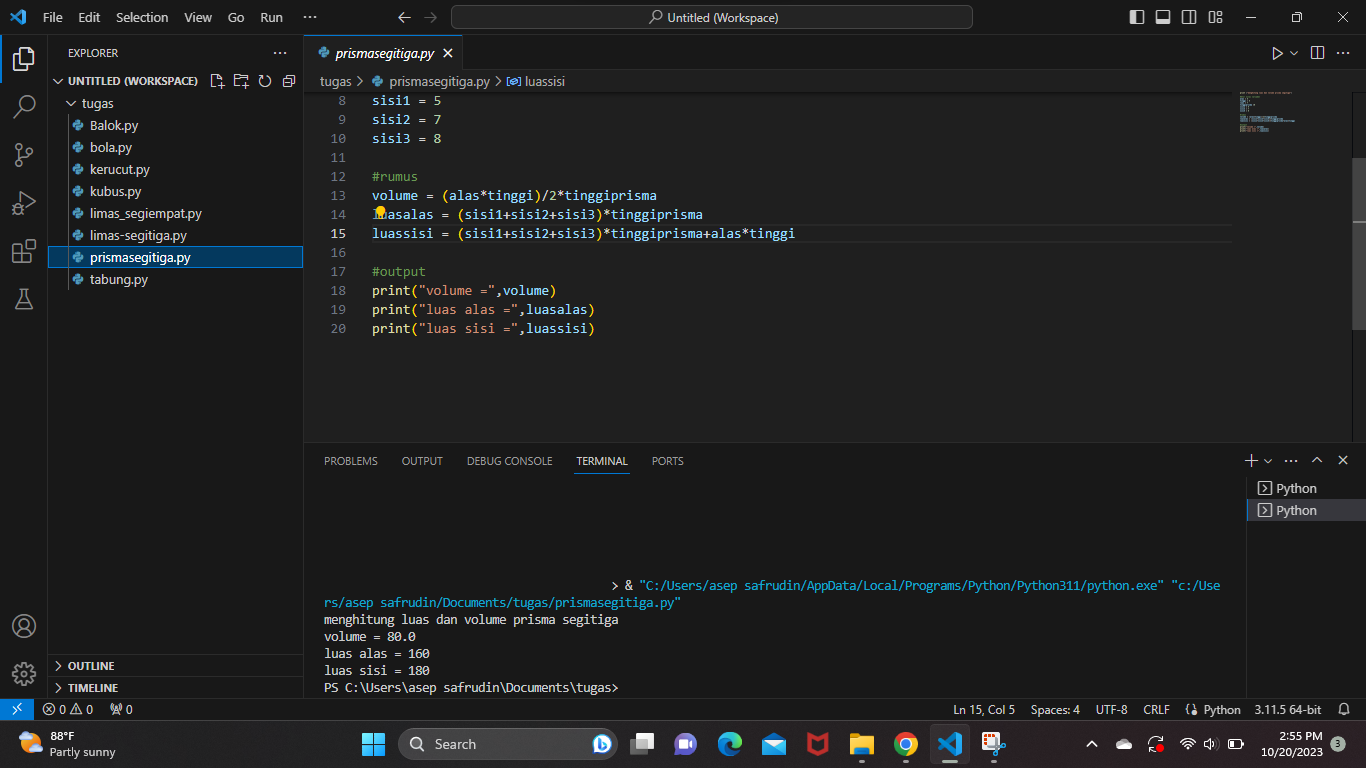 File Edit Selection View Go Run ···
Untitled (Workspace)
EXPLORER
UNTITLED (WORKSPACE)
tugas
Balok.py
bola.py
kerucut.py
kubus.py
limas_segiempat.py
limas-segitiga.py
prismasegitiga.py
tabung.py
OUTLINE
TIMELINE
prismasegitiga.py
tugas > prismasegitiga.py > luassisi
8 sisi1 = 5
9 sisi2 = 7
10 sisi3 = 8
11
12 #rumus
13 volume = (alas*tinggi)/2*tinggiprisma
14 luasalas = (sisi1+sisi2+sisi3)*tinggiprisma
15 luassisi = (sisi1+sisi2+sisi3)*tinggiprisma+alas*tinggi
16
17 #output
18 print("volume =",volume)
19 print("luas alas =",luasalas)
20 print("luas sisi =",luassisi)
PROBLEMS OUTPUT DEBUG CONSOLE TERMINAL PORTS
Python
Python
> & "C:/Users/asep safrudin/AppData/Local/Programs/Python/Python311/python.exe" "c:/Use
rs/asep safrudin/Documents/tugas/prismasegitiga.py"
menghitung luas dan volume prisma segitiga
volume = 80.0
luas alas = 160
luas sisi = 180
PS C:\Users\asep safrudin\Documents\tugas>
0 0 0
Ln 15, Col 5 Spaces: 4 UTF-8 CRLF Python 3.11.5 64-bit
88°F
Partly sunny
Search
2:55 PM
10/20/2023
3